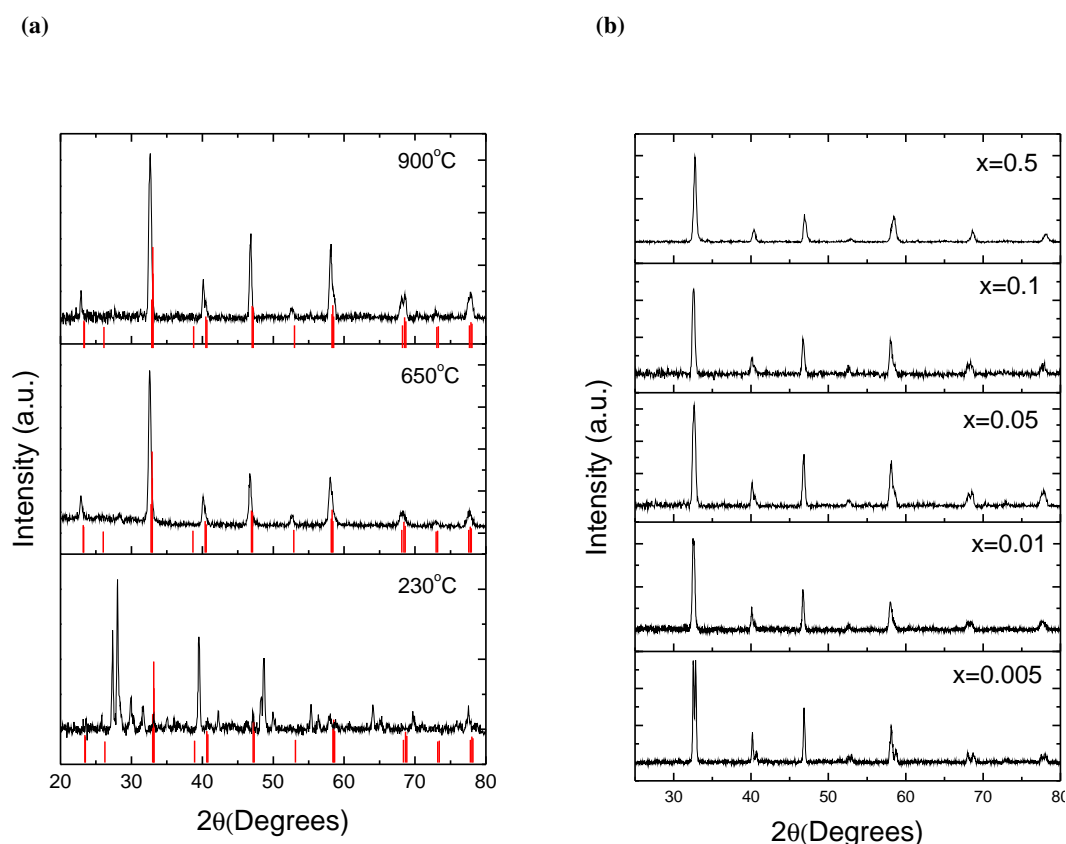 (a)
900°C
650°C
230°C
20 30 40 50 60 70 80
2θ(Degrees)
Intensity (a.u.)
(b)
x=0.5
x=0.1
x=0.05
x=0.01
x=0.005
30 40 50 60 70 80
2θ(Degrees)
Intensity (a.u.)